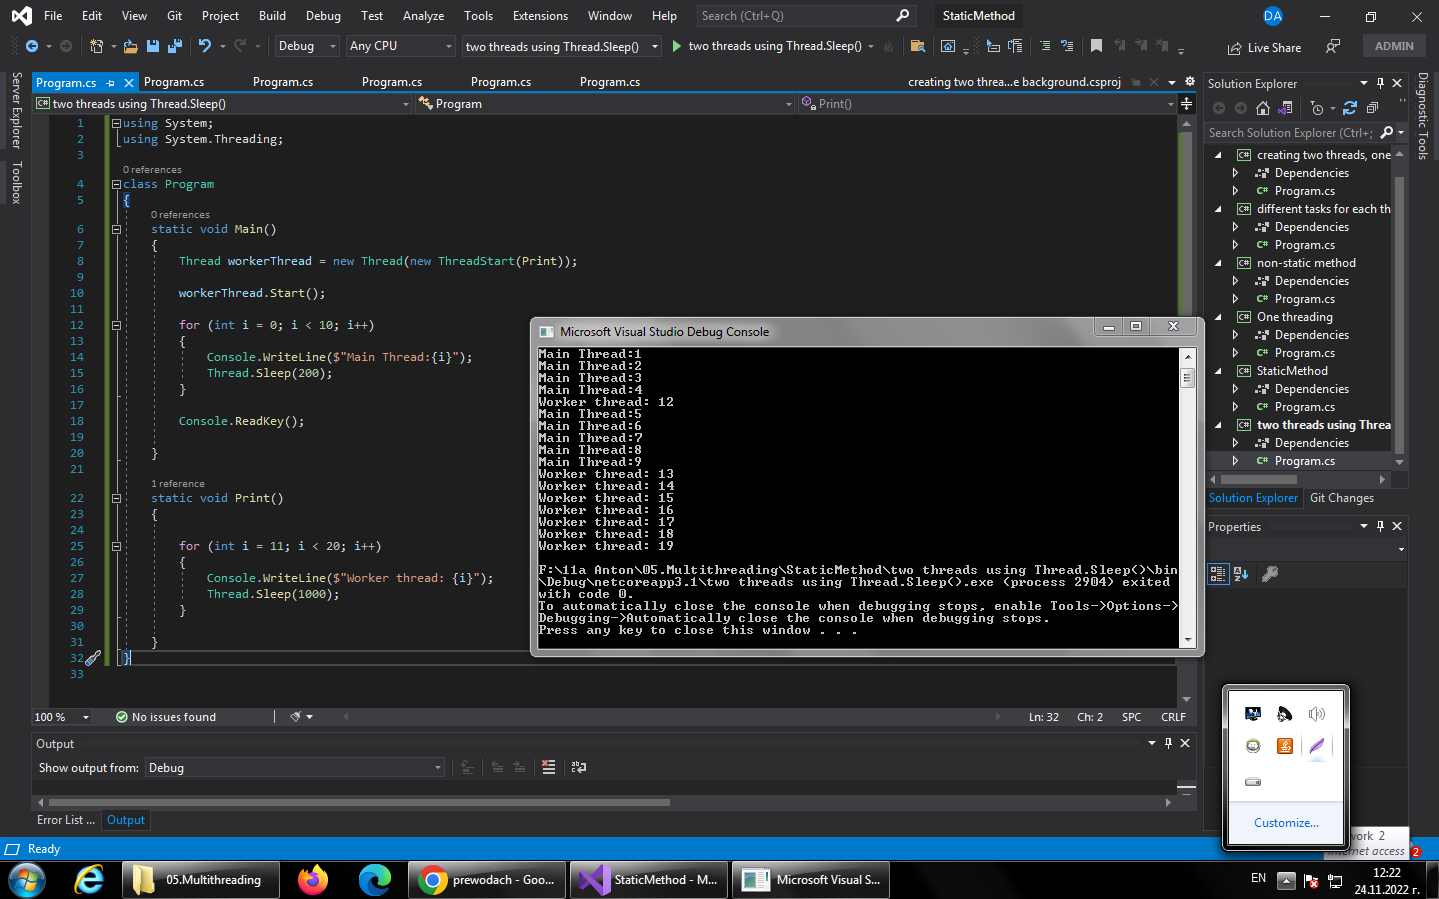 File Edit View Git Project Build Debug Test Analyze Tools Extensions Window Help Search (Ctrl+Q) StaticMethod DA
Debug Any CPU two threads using Thread.Sleep() two threads using Thread.Sleep() Live Share ADMIN
Server Explorer
Toolbox
Program.cs Program.cs Program.cs Program.cs Program.cs Program.cs creating two threa...e background.csproj
two threads using Thread.Sleep() Program Print()
1 using System;
2 using System.Threading;
3
0 references
4 class Program
5 {
0 references
6 static void Main()
7 {
8 Thread workerThread = new Thread(new ThreadStart(Print));
9
10 workerThread.Start();
11
12 for (int i = 0; i < 10; i++)
13 {
14 Console.WriteLine($"Main Thread:{i}");
15 Thread.Sleep(200);
16 }
17
18 Console.ReadKey();
19
20 }
21
1 reference
22 static void Print()
23 {
24
25 for (int i = 11; i < 20; i++)
26 {
27 Console.WriteLine($"Worker thread: {i}");
28 Thread.Sleep(1000);
29 }
30
31 }
32 }
33
Microsoft Visual Studio Debug Console
Main Thread:1
Main Thread:2
Main Thread:3
Main Thread:4
Worker thread: 12
Main Thread:5
Main Thread:6
Main Thread:7
Main Thread:8
Main Thread:9
Worker thread: 13
Worker thread: 14
Worker thread: 15
Worker thread: 16
Worker thread: 17
Worker thread: 18
Worker thread: 19
F:\11a Anton\05.Multithreading\StaticMethod\two threads using Thread.Sleep()\bin
\Debug\netcoreapp3.1\two threads using Thread.Sleep().exe (process 2904) exited
with code 0.
To automatically close the console when debugging stops, enable Tools->Options->
Debugging->Automatically close the console when debugging stops.
Press any key to close this window . . .
100 % No issues found Ln: 32 Ch: 2 SPC CRLF
Output
Show output from: Debug
Error List ... Output
Solution Explorer
Search Solution Explorer (Ctrl+;
creating two threads, one
Dependencies
Program.cs
different tasks for each th
Dependencies
Program.cs
non-static method
Dependencies
Program.cs
One threading
Dependencies
Program.cs
StaticMethod
Dependencies
Program.cs
two threads using Threa
Dependencies
Program.cs
Solution Explorer Git Changes
Properties
Diagnostic Tools
Customize...
work 2
internet access
2
Ready
05.Multithreading prewodach - Goo... StaticMethod - M... Microsoft Visual S... EN
12:22
24.11.2022 г.